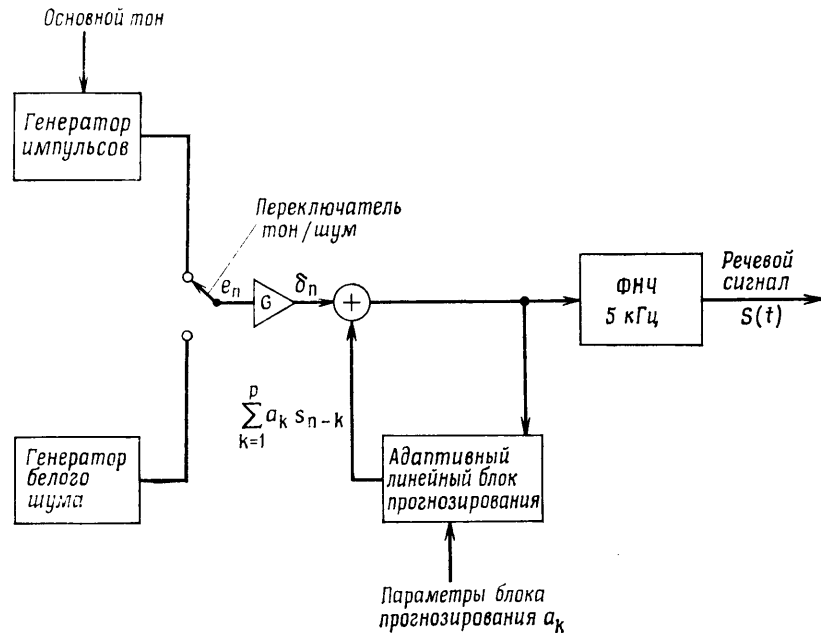 Основной тон
Генератор
импульсов
Переключатель
тон/шум
e_n
G
δ_n
+
ФНЧ
5 кГц
Речевой
сигнал
S(t)
p
∑ a_k s_{n-k}
k=1
Генератор
белого
шума
Адаптивный
линейный блок
прогнозирования
Параметры блока
прогнозирования a_k